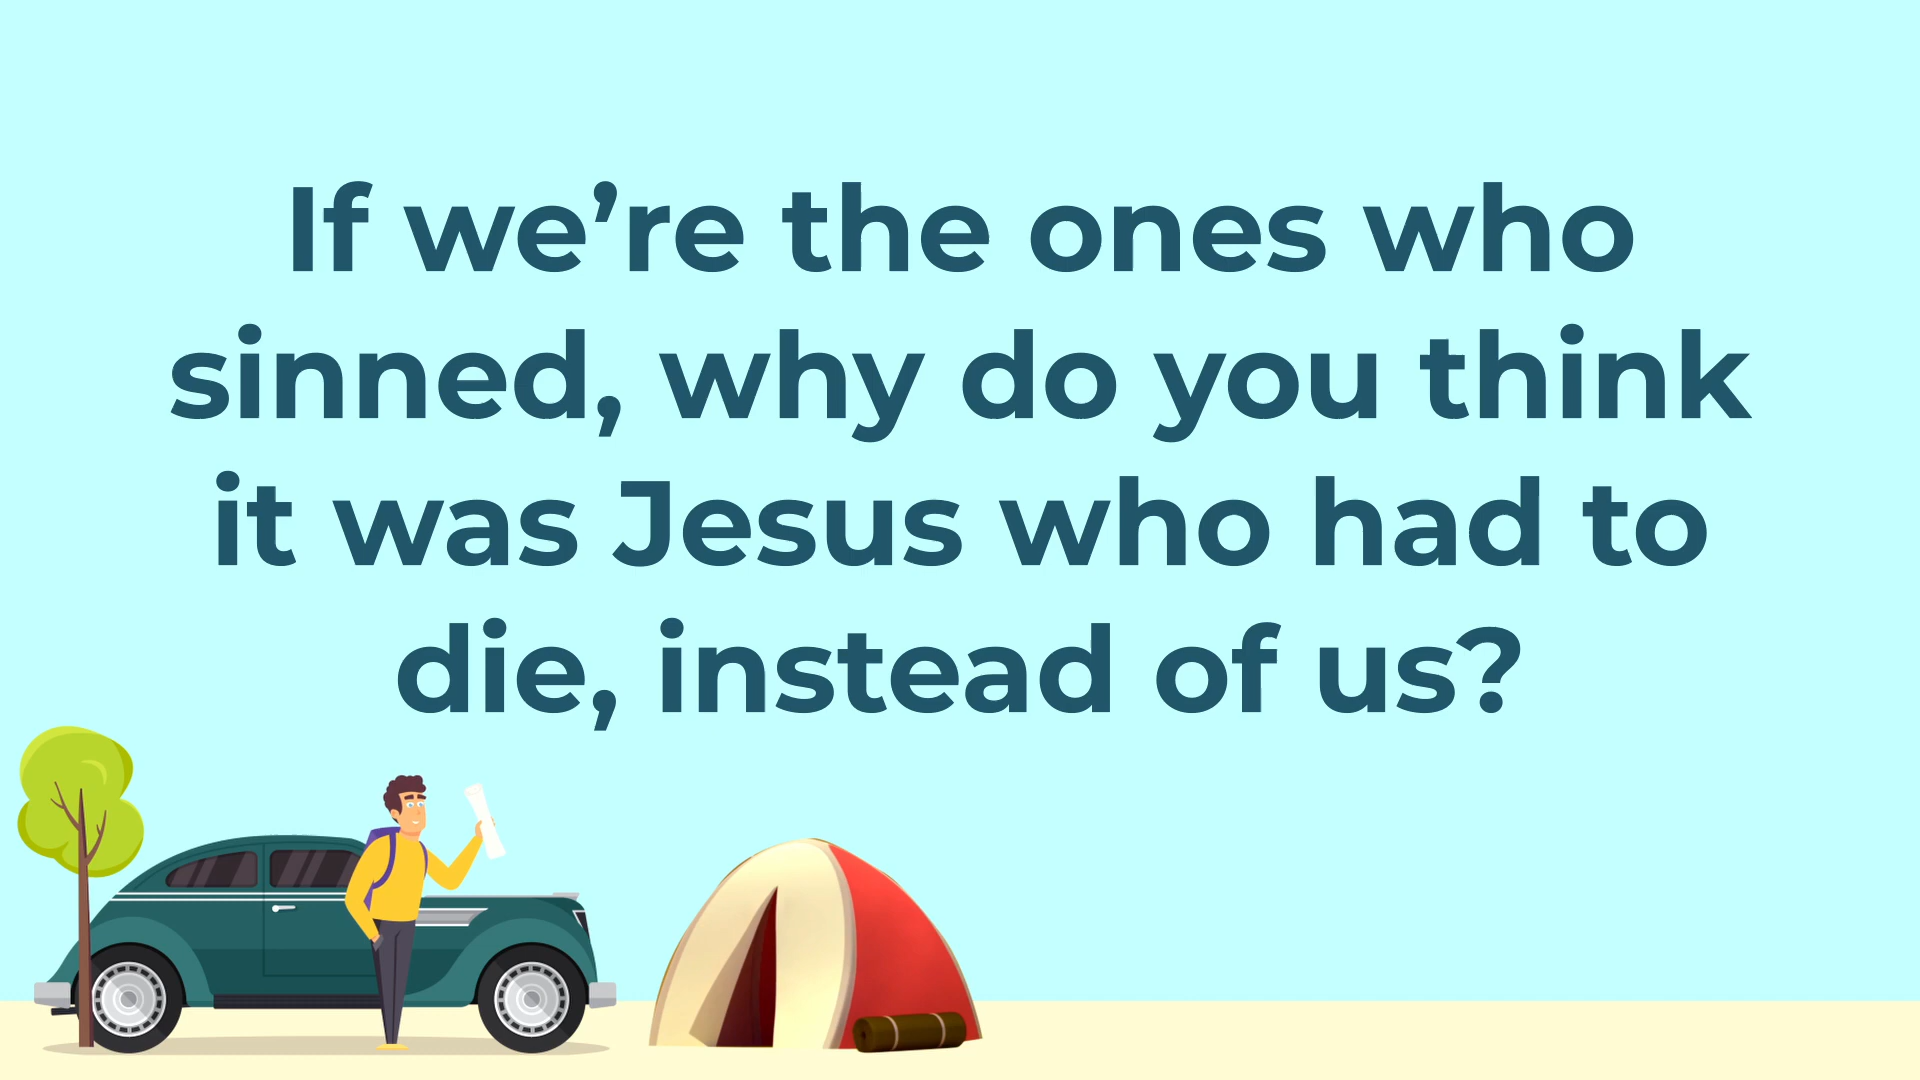 If we’re the ones who
sinned, why do you think
it was Jesus who had to
die, instead of us?